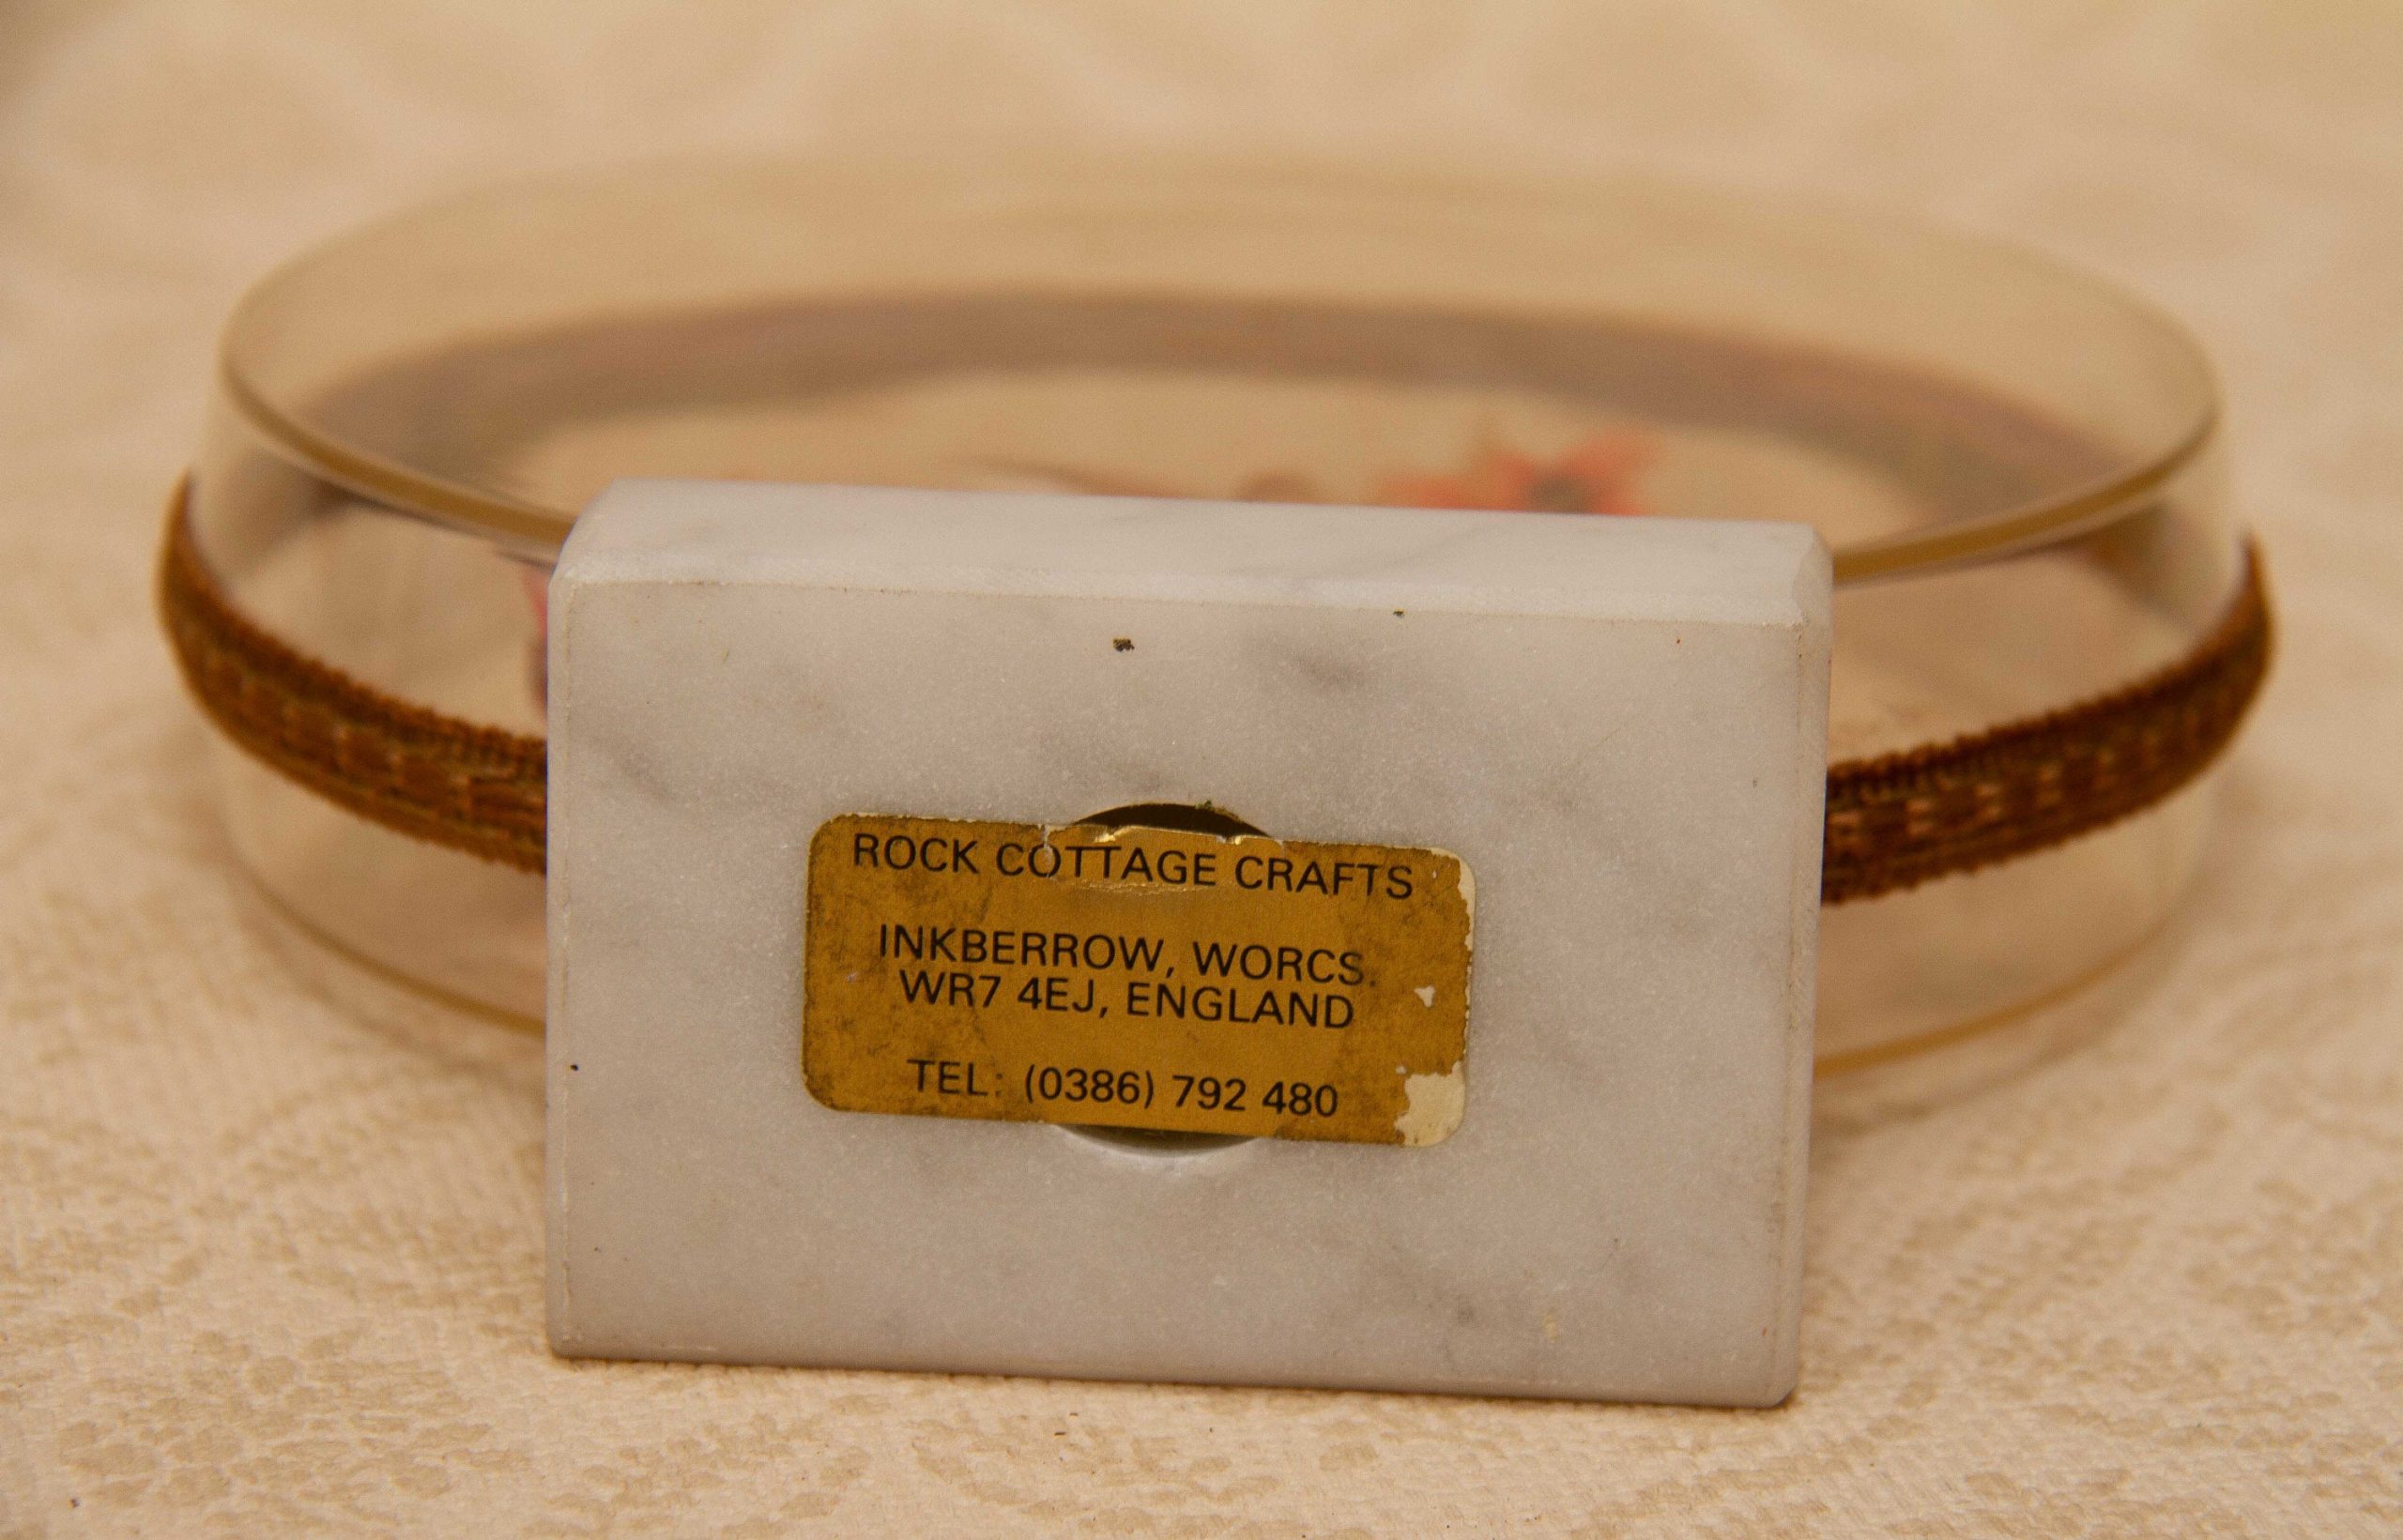 ROCK COTTAGE CRAFTS
INKBERROW, WORCS.
WR7 4EJ, ENGLAND
TEL: (0386) 792 480